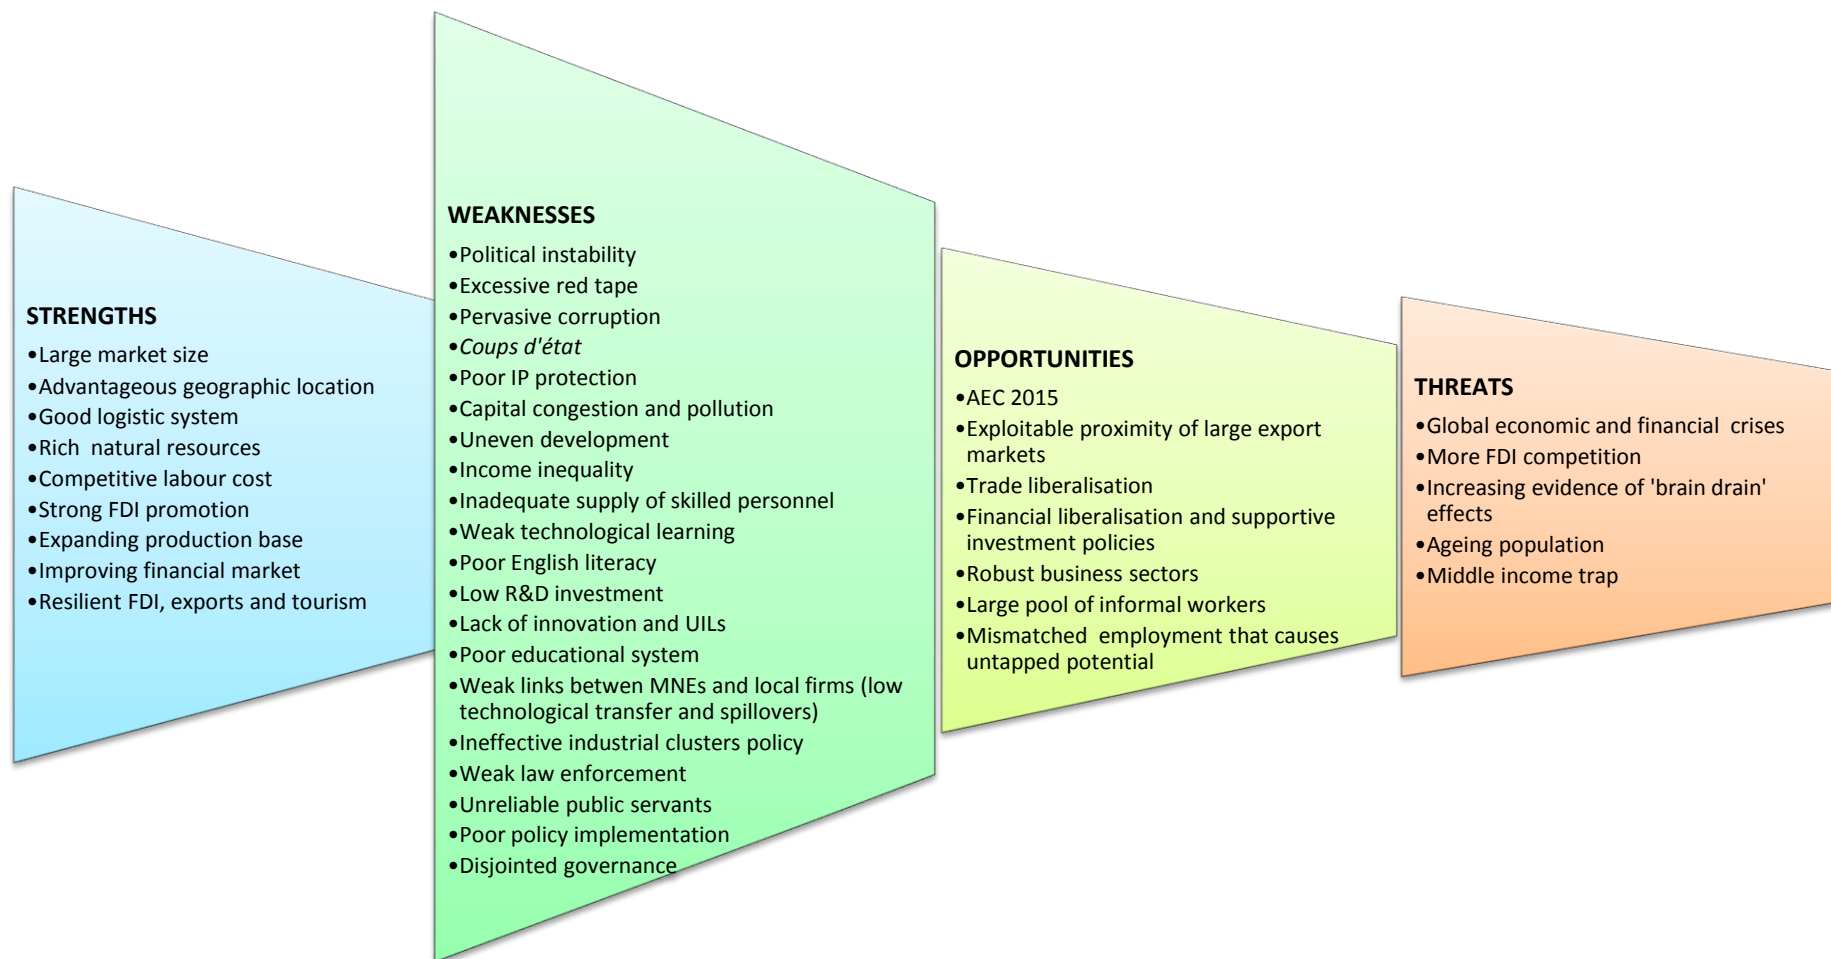 STRENGTHS
•Large market size
•Advantageous geographic location
•Good logistic system
•Rich natural resources
•Competitive labour cost
•Strong FDI promotion
•Expanding production base
•Improving financial market
•Resilient FDI, exports and tourism
WEAKNESSES
•Political instability
•Excessive red tape
•Pervasive corruption
•Coups d'état
•Poor IP protection
•Capital congestion and pollution
•Uneven development
•Income inequality
•Inadequate supply of skilled personnel
•Weak technological learning
•Poor English literacy
•Low R&D investment
•Lack of innovation and UILs
•Poor educational system
•Weak links betwen MNEs and local firms (low
technological transfer and spillovers)
•Ineffective industrial clusters policy
•Weak law enforcement
•Unreliable public servants
•Poor policy implementation
•Disjointed governance
OPPORTUNITIES
•AEC 2015
•Exploitable proximity of large export
markets
•Trade liberalisation
•Financial liberalisation and supportive
investment policies
•Robust business sectors
•Large pool of informal workers
•Mismatched employment that causes
untapped potential
THREATS
•Global economic and financial crises
•More FDI competition
•Increasing evidence of 'brain drain'
effects
•Ageing population
•Middle income trap